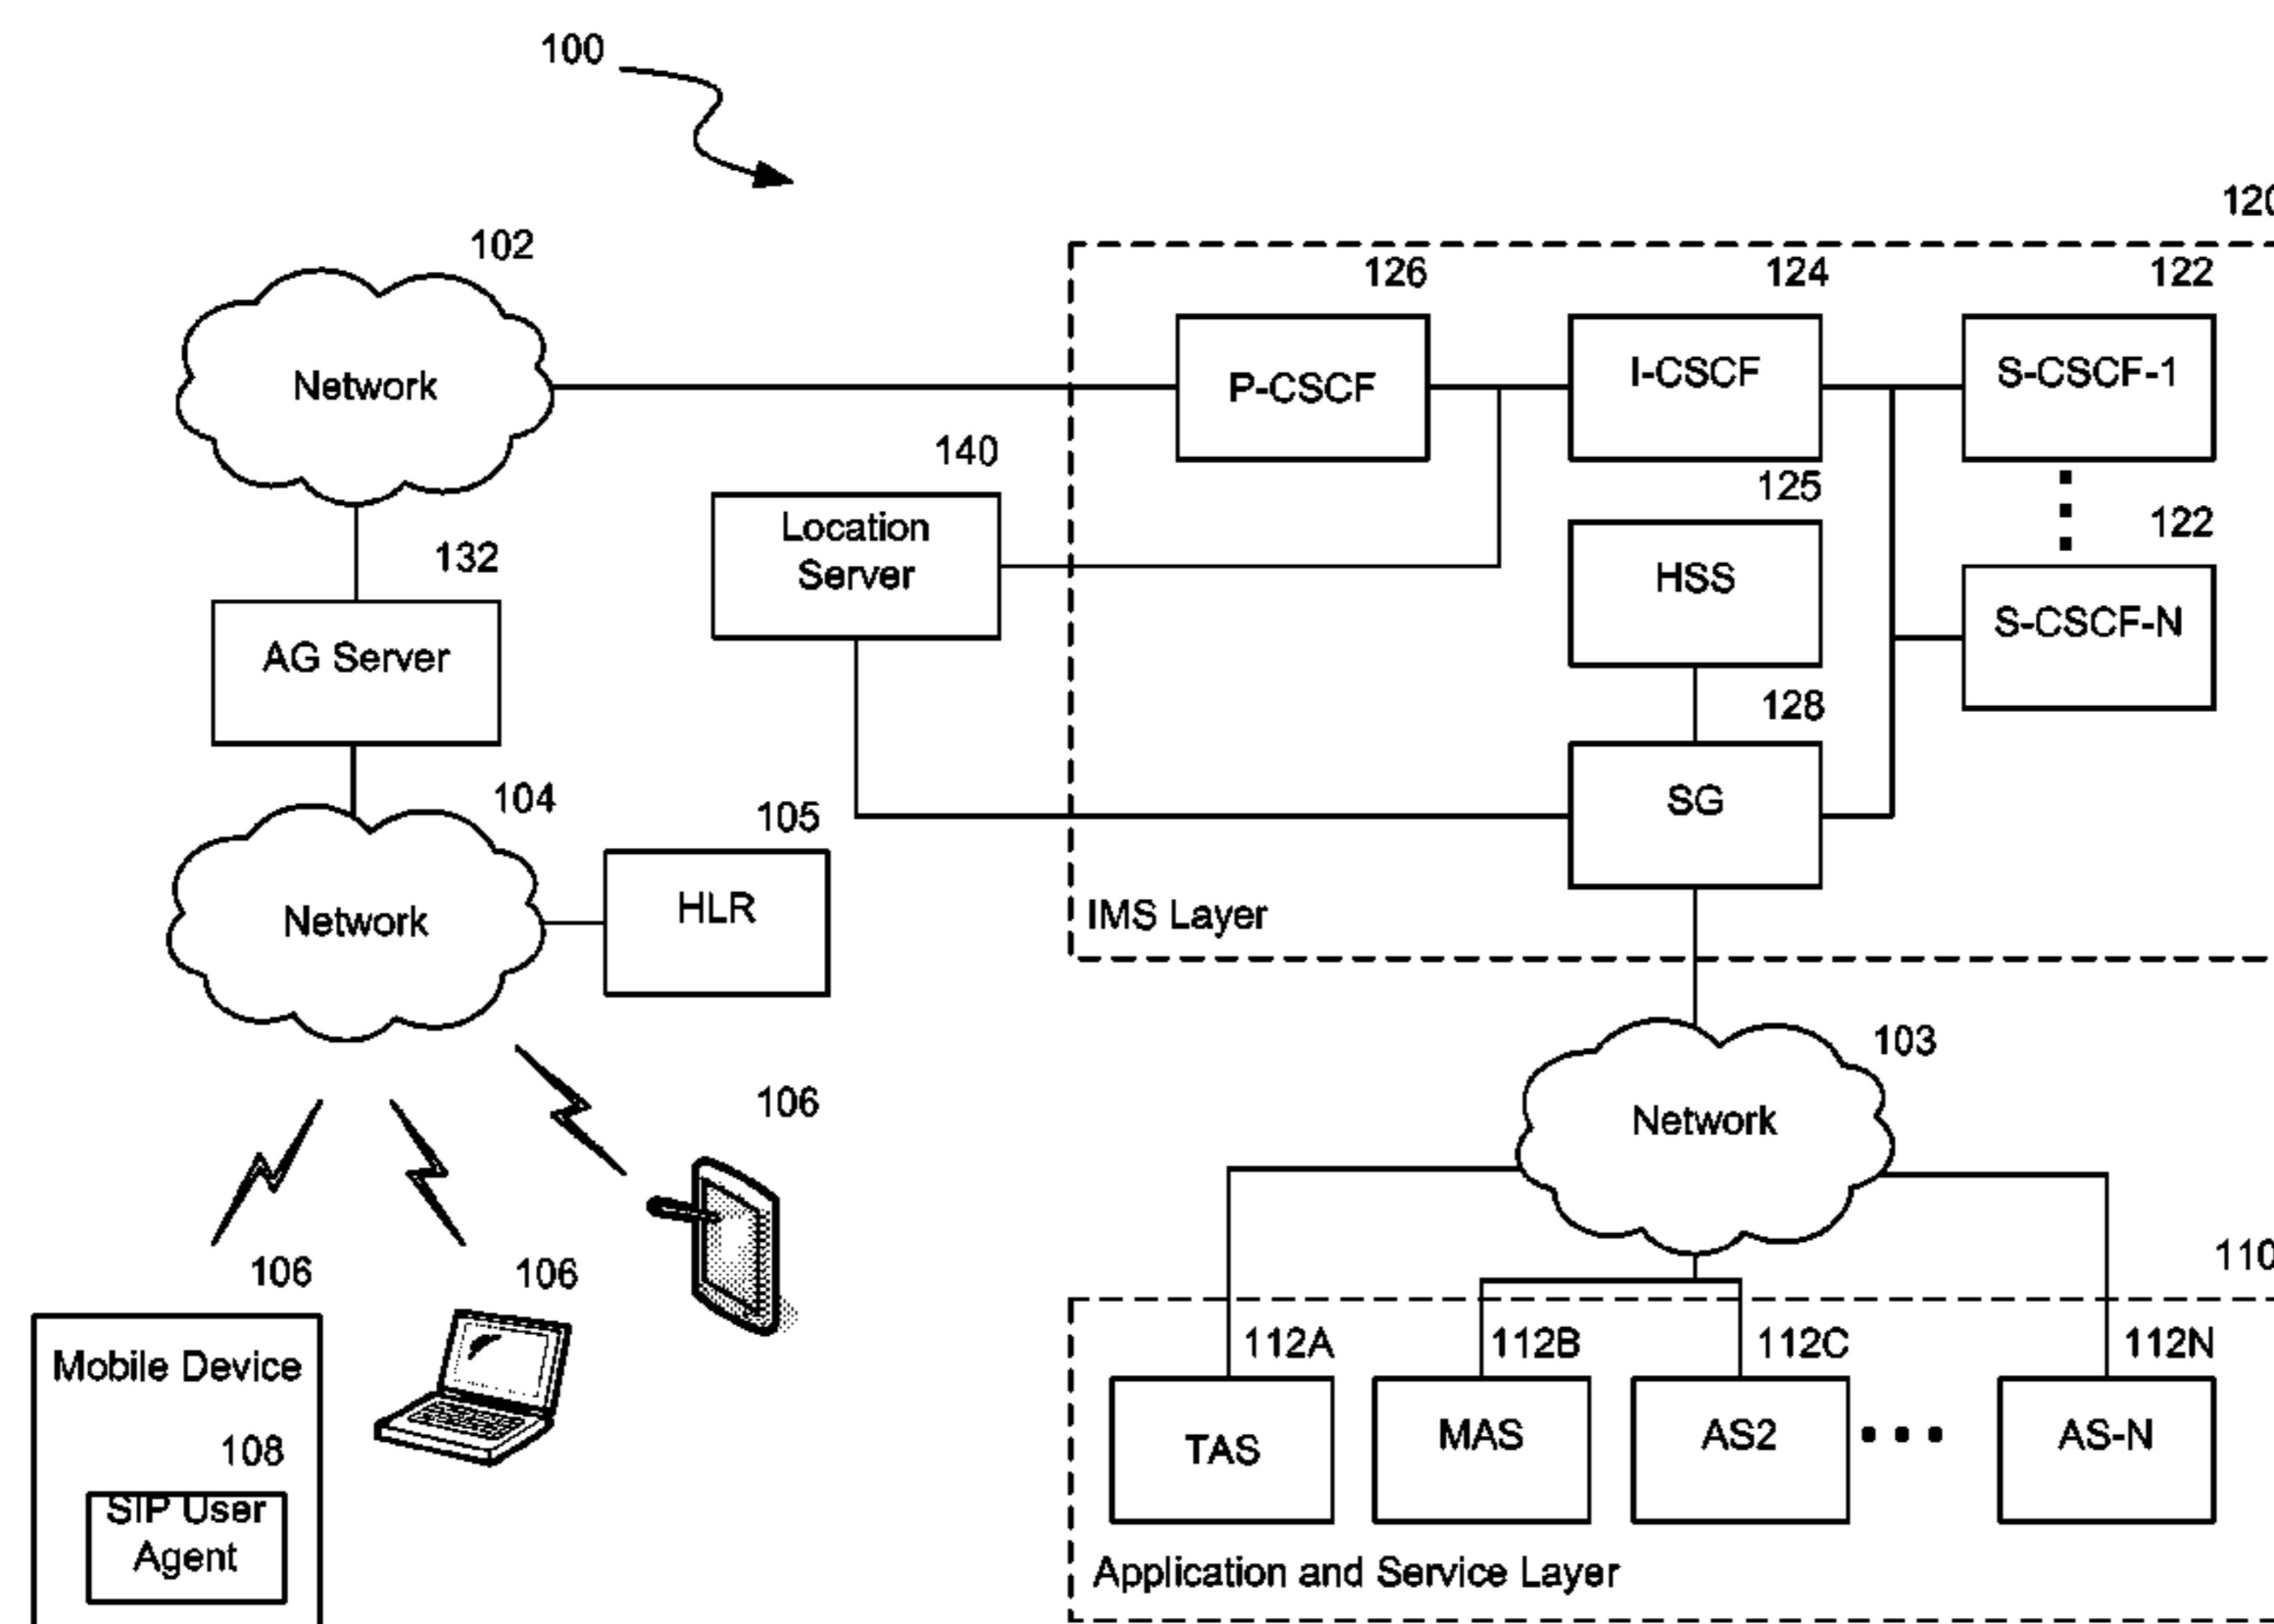 100
120
102
126
124
122
Network
P-CSCF
I-CSCF
S-CSCF-1
140
125
Location
Server
132
122
HSS
S-CSCF-N
AG Server
128
SG
104
105
Network
HLR
IMS Layer
103
Network
106
106
106
110
Mobile Device
112A
112B
112C
112N
108
TAS
MAS
AS2
AS-N
SIP User
Agent
Application and Service Layer